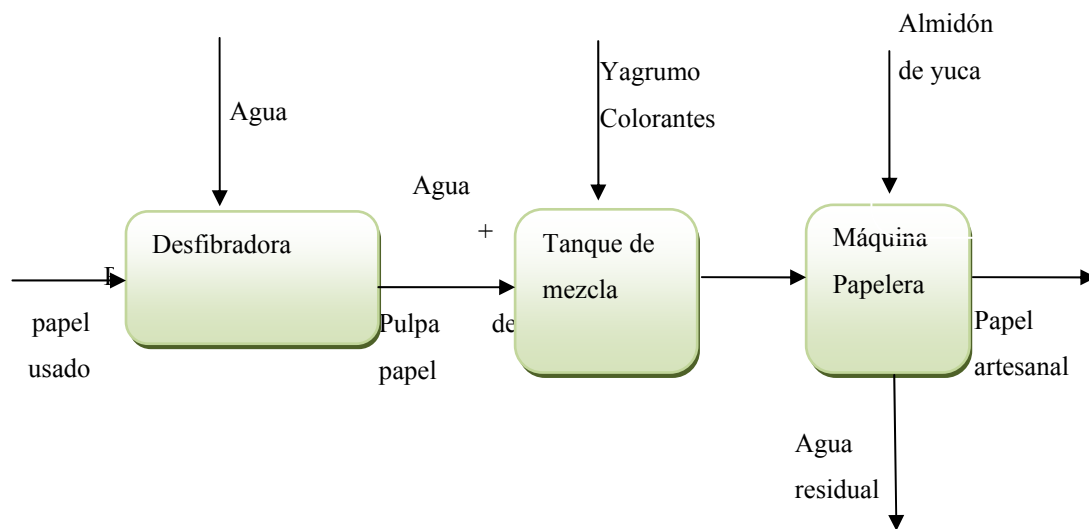 Agua
Yagrumo
Colorantes
Almidón
de yuca
papel
usado
Desfibradora
Agua
+
Pulpa de
papel
Tanque de
mezcla
Máquina
Papelera
Papel
artesanal
Agua
residual